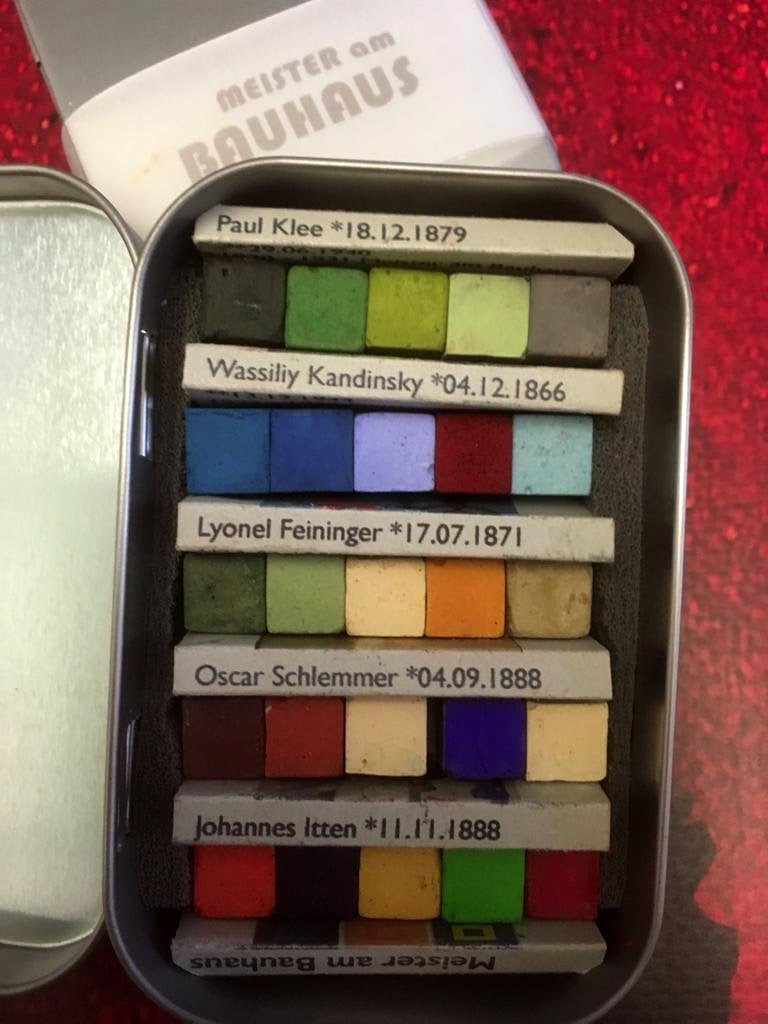 MEISTER am
BAUHAUS
Paul Klee *18.12.1879
Wassiliy Kandinsky *04.12.1866
Lyonel Feininger *17.07.1871
Oscar Schlemmer *04.09.1888
Johannes Itten *11.11.1888
Meister am Bauhaus